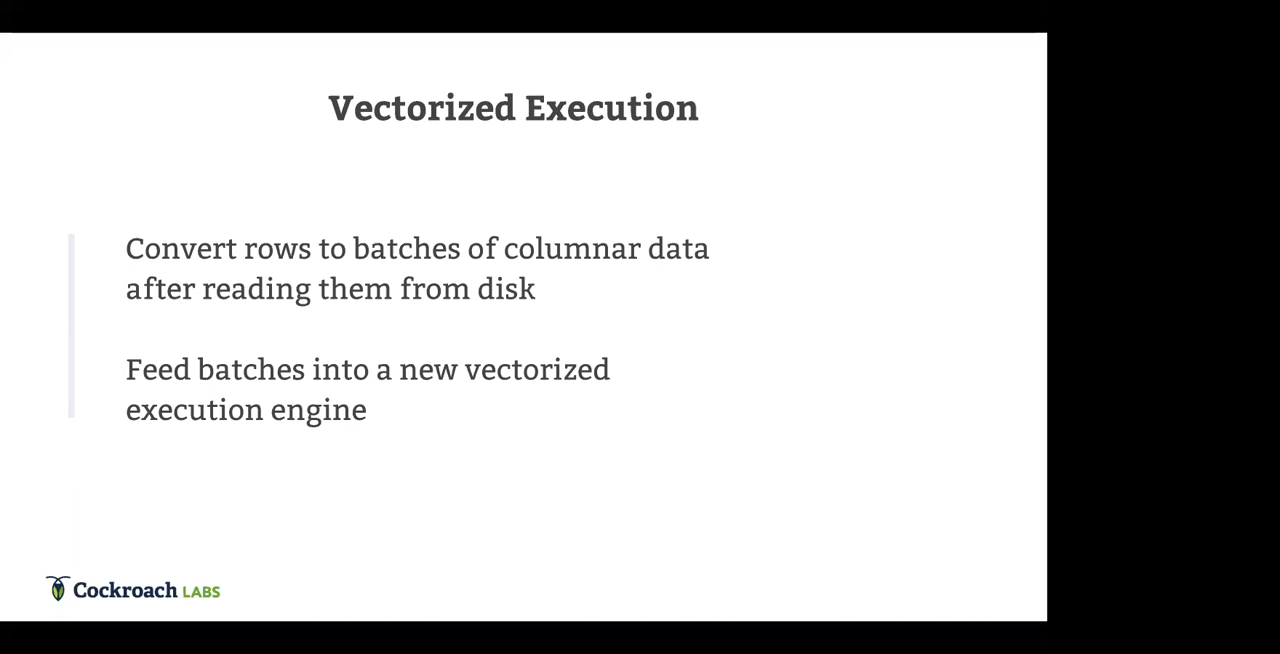 Vectorized Execution
Convert rows to batches of columnar data
after reading them from disk
Feed batches into a new vectorized
execution engine
Cockroach LABS